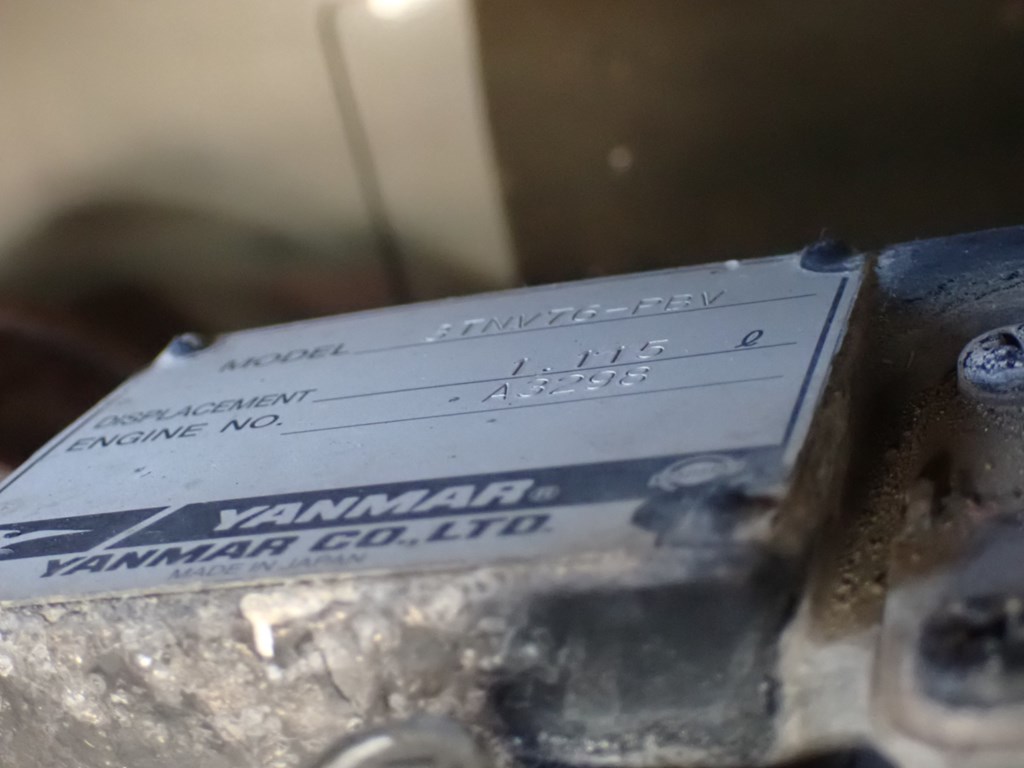 MODEL 3TNV76-PBV
DISPLACEMENT 1.115 ℓ
ENGINE NO. A3298
YANMAR®
YANMAR CO., LTD.
MADE IN JAPAN